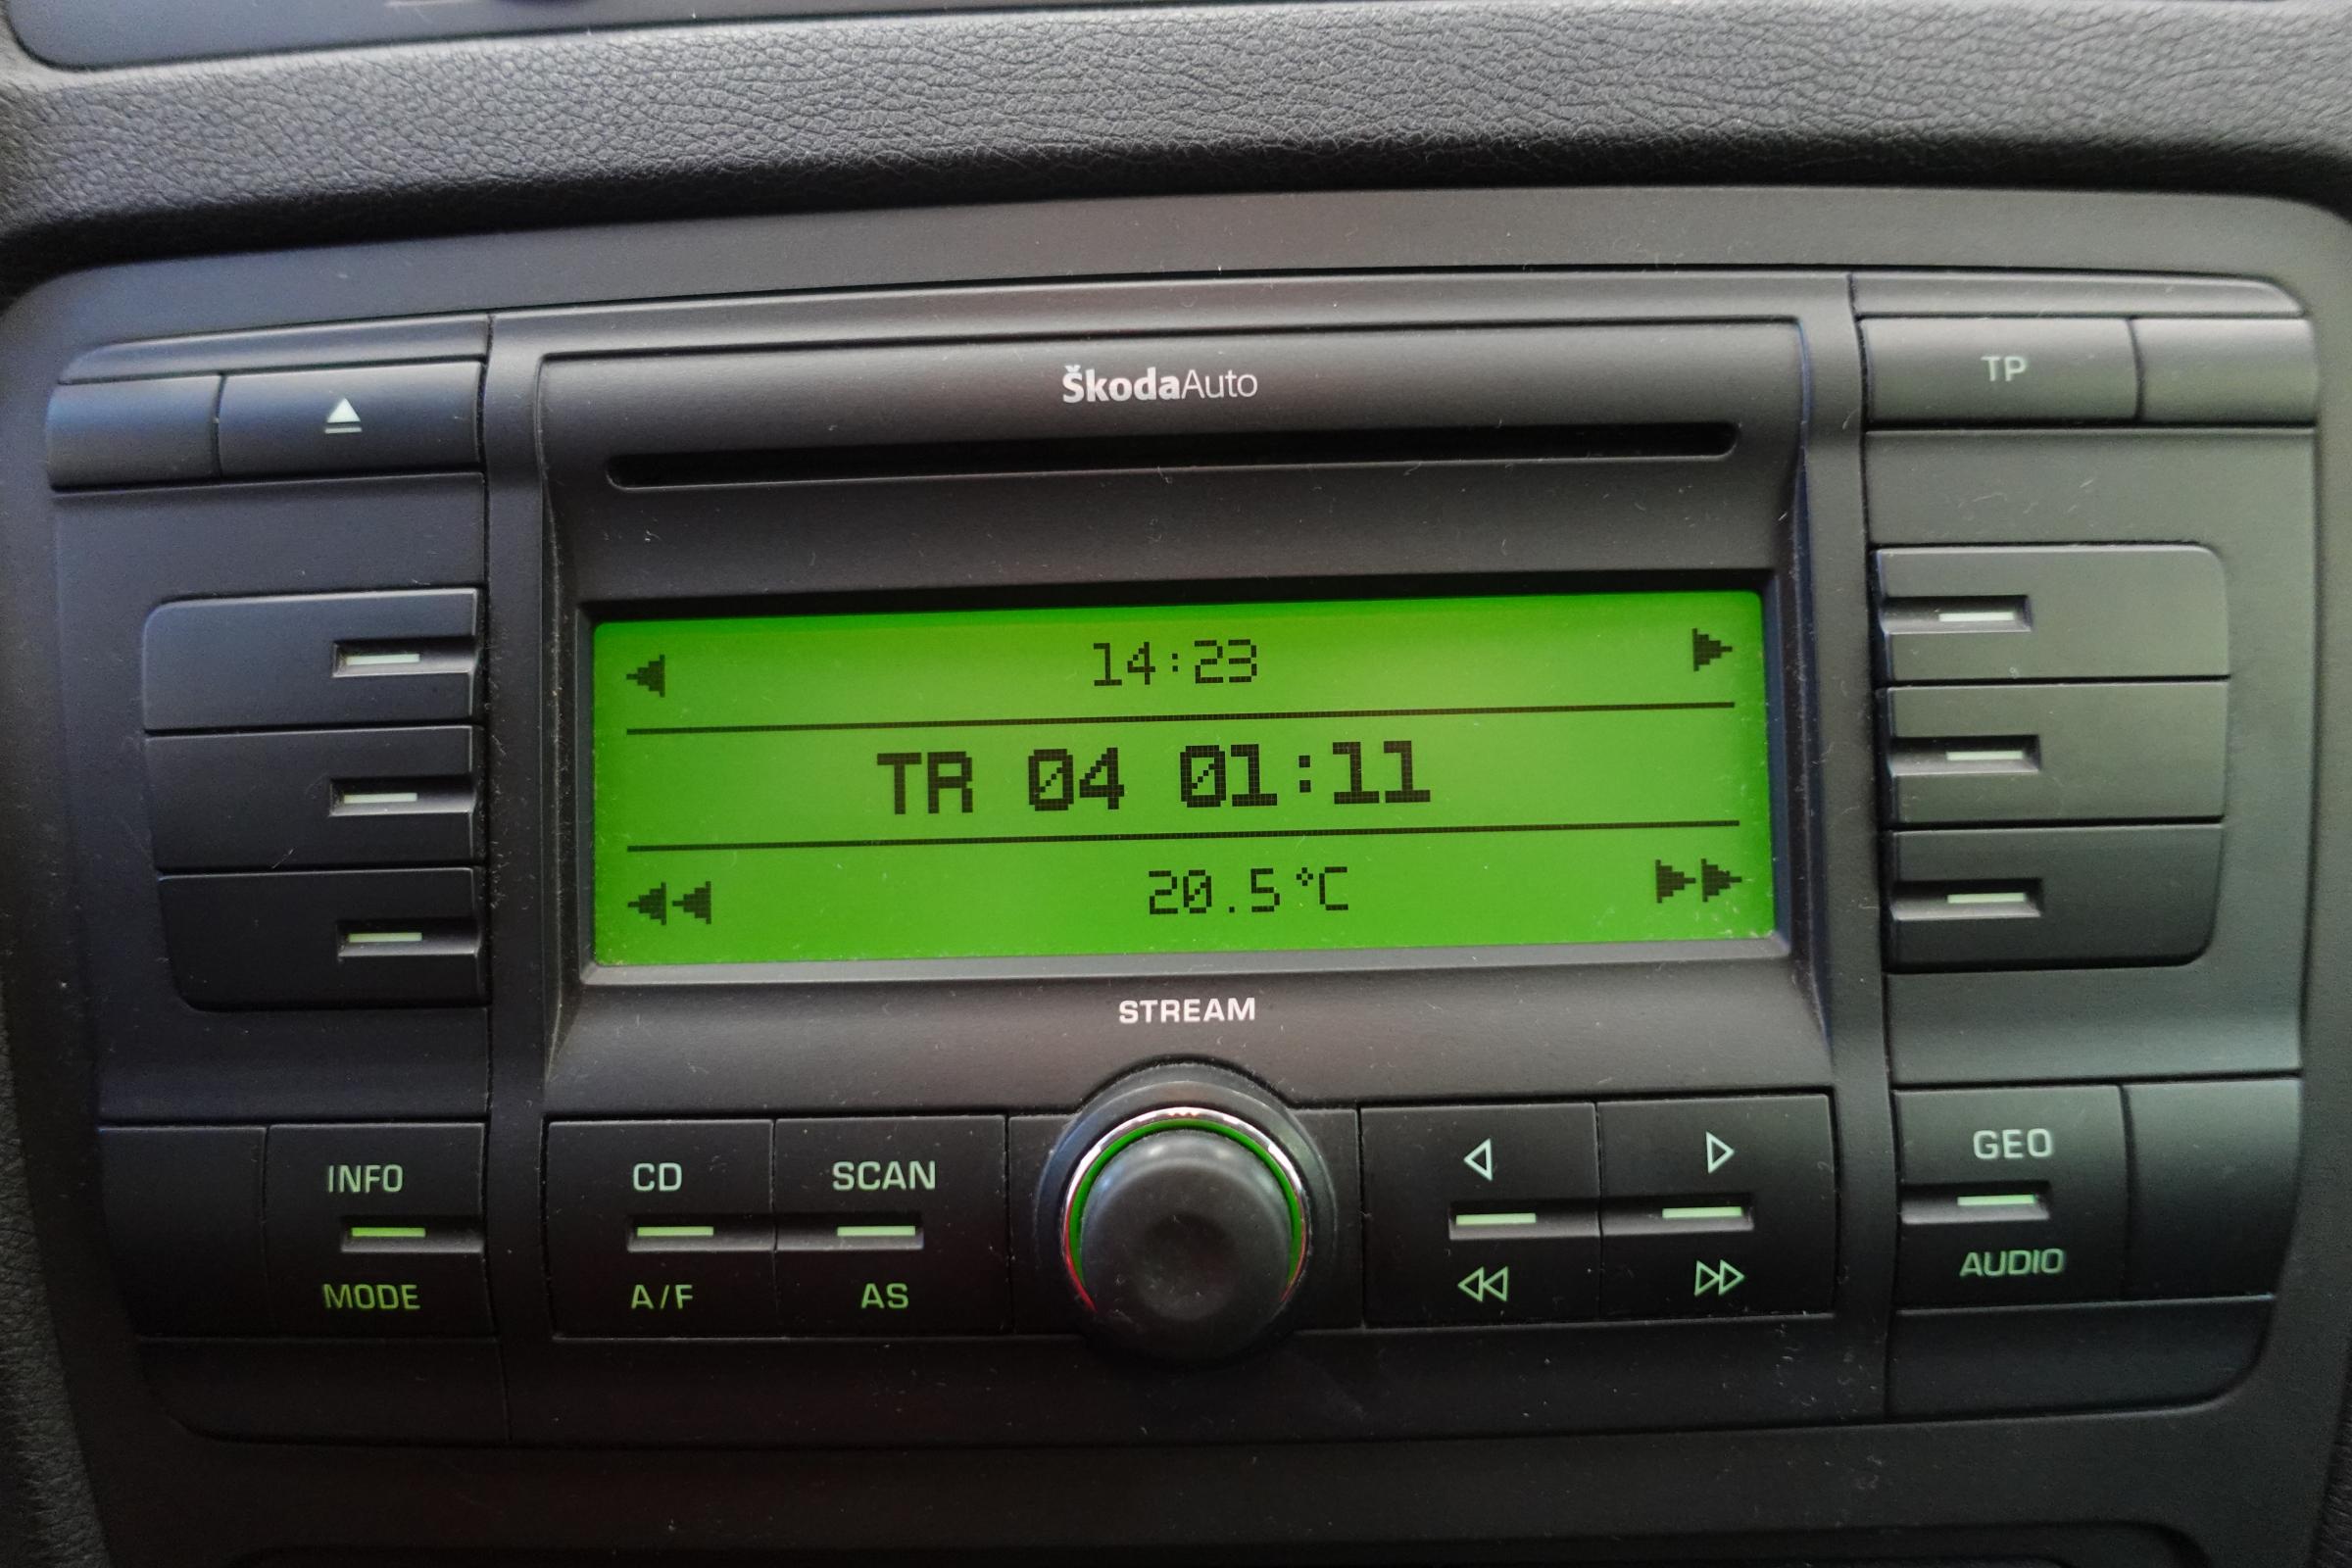 ŠkodaAuto
TP
14:23
TR 04 01:11
20.5°C
STREAM
INFO
MODE
CD
A/F
SCAN
AS
GEO
AUDIO